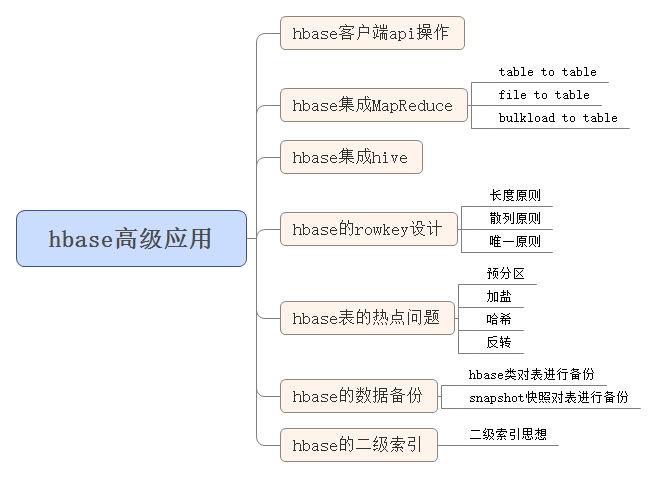 hbase高级应用
hbase客户端api操作
hbase集成MapReduce
table to table
file to table
bulkload to table
hbase集成hive
hbase的rowkey设计
长度原则
散列原则
唯一原则
hbase表的热点问题
预分区
加盐
哈希
反转
hbase的数据备份
hbase类对表进行备份
snapshot快照对表进行备份
hbase的二级索引
二级索引思想